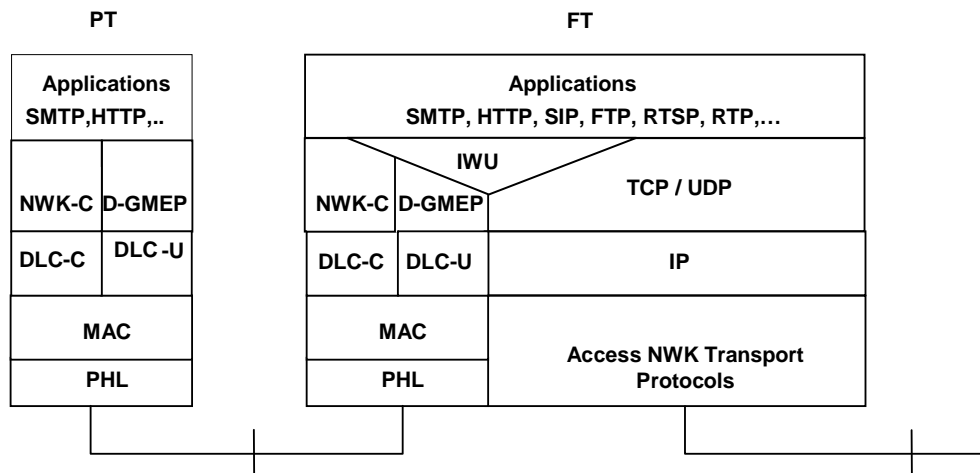 PT
FT
Applications
SMTP,HTTP,..
NWK-C
D-GMEP
DLC-C
DLC -U
MAC
PHL
Applications
SMTP, HTTP, SIP, FTP, RTSP, RTP,...
IWU
NWK-C
D-GMEP
TCP / UDP
DLC-C
DLC-U
IP
MAC
PHL
Access NWK Transport
Protocols